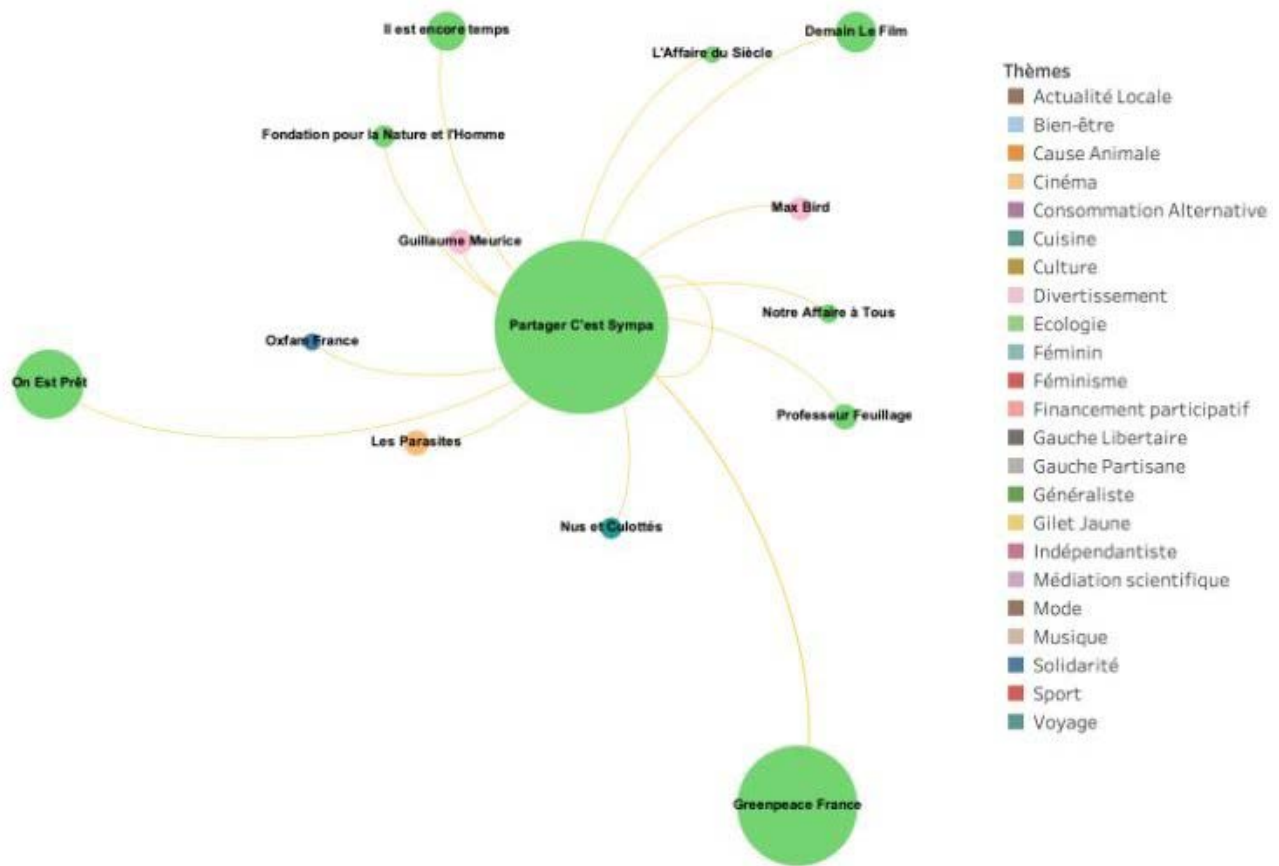 Il est encore temps
Demain Le Film
L'Affaire du Siècle
Fondation pour la Nature et l'Homme
Max Bird
Guillaume Meurice
Notre Affaire à Tous
Partager C'est Sympa
Oxfam France
On Est Prêt
Professeur Feuillage
Les Parasites
Nus et Culottés
Greenpeace France
Thèmes
Actualité Locale
Bien-être
Cause Animale
Cinéma
Consommation Alternative
Cuisine
Culture
Divertissement
Ecologie
Féminin
Féminisme
Financement participatif
Gauche Libertaire
Gauche Partisane
Généraliste
Gilet Jaune
Indépendantiste
Médiation scientifique
Mode
Musique
Solidarité
Sport
Voyage